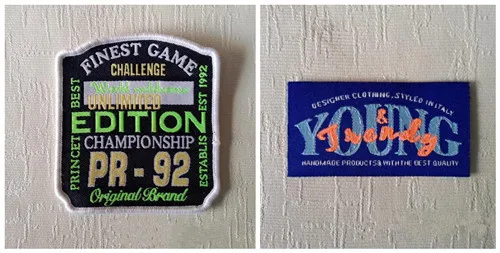 FINEST GAME
CHALLENGE
UNLIMITED
EDITION
CHAMPIONSHIP
PR - 92
Original Brand
BEST
PRINCET
EST 1992
ESTABLIS
DESIGNER CLOTHING, STYLED IN ITALY
YOUNG
&
Trendy
HANDMADE PRODUCTS & WITH THE BEST QUALITY